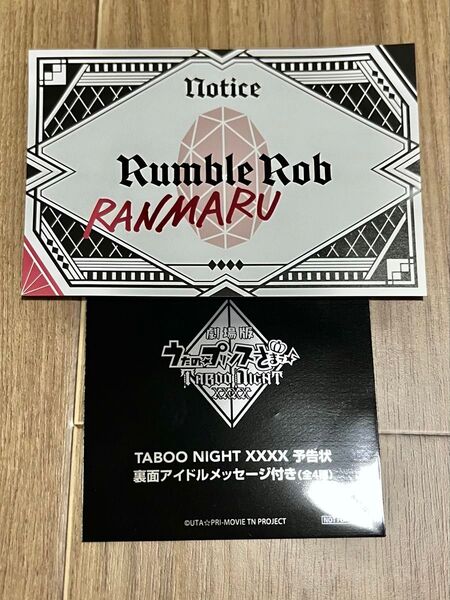 Notice
Rumble Rob
RANMARU
劇場版
うたの☆プリンスさまっ♪
TABOO NIGHT
XXXX
TABOO NIGHT XXXX 予告状
裏面アイドルメッセージ付き(全4種)
©UTA☆PRI-MOVIE TN PROJECT
NOT FOR